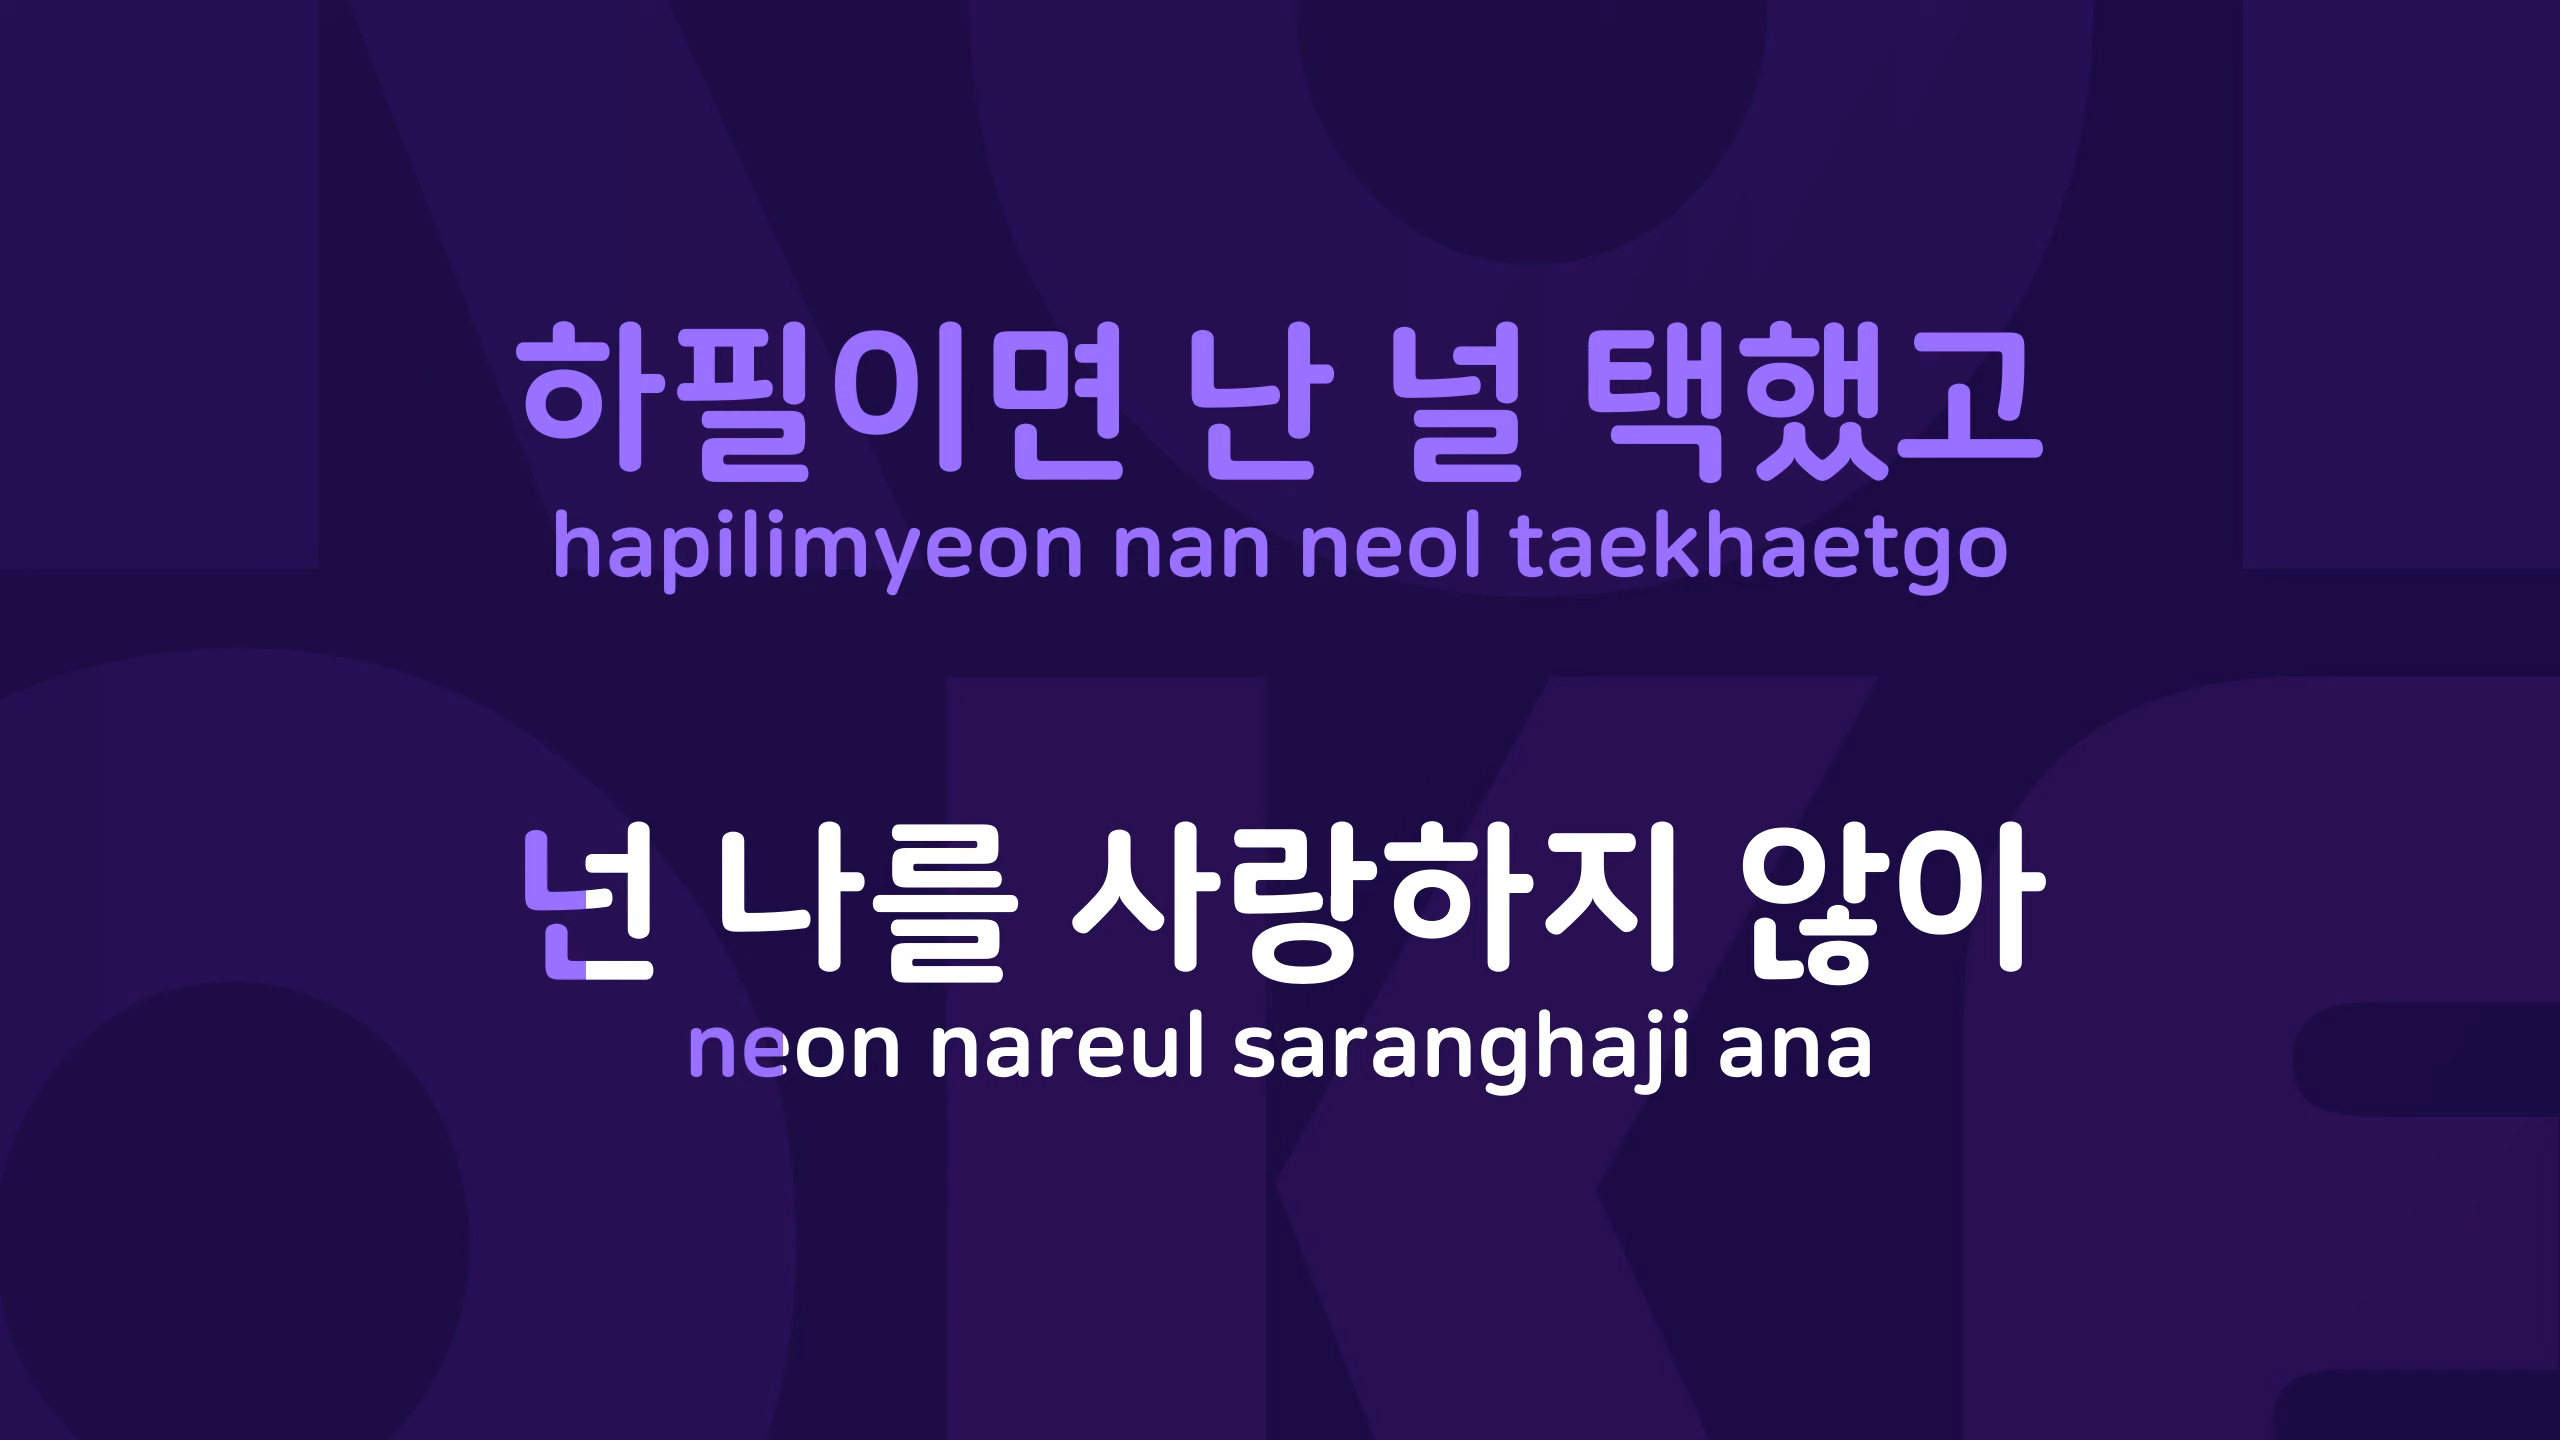 하필이면 난 널 택했고
hapilimyeon nan neol taekhaetgo
넌 나를 사랑하지 않아
neon nareul saranghaji ana